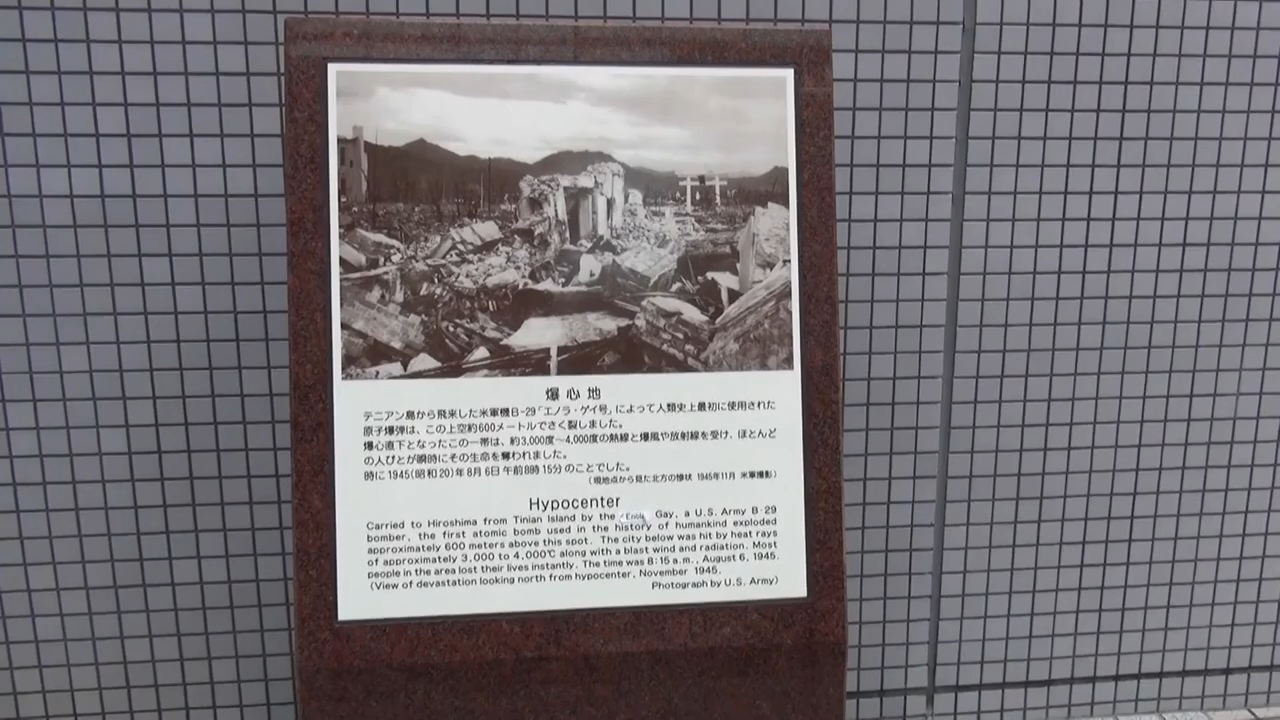 爆心地
テニアン島から飛来した米軍機B-29「エノラ・ゲイ号」によって人類史上最初に使用された
原子爆弾は、この上空約600メートルでさく裂しました。
爆心直下となったこの一帯は、約3,000度〜4,000度の熱線と爆風や放射線を受け、ほとんど
の人びとが瞬時にその生命を奪われました。
時に1945(昭和20)年8月6日午前8時15分のことでした。
(現地点から見た北方の惨状 1945年11月 米軍撮影)
Hypocenter
Carried to Hiroshima from Tinian Island by the Enola Gay, a U.S. Army B-29
bomber, the first atomic bomb used in the history of humankind exploded
approximately 600 meters above this spot. The city below was hit by heat rays
of approximately 3,000 to 4,000℃ along with a blast wind and radiation. Most
people in the area lost their lives instantly. The time was 8:15 a.m., August 6, 1945.
(View of devastation looking north from hypocenter, November 1945.
Photograph by U.S. Army)